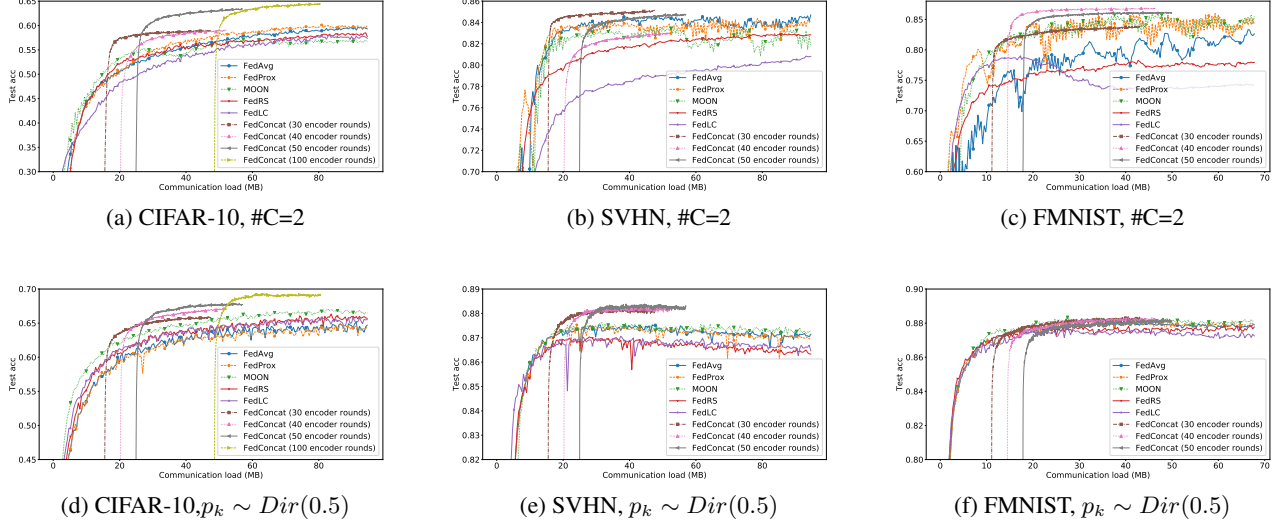 0.65
0.60
0.55
0.50
0.45
0.40
0.35
0.30
Test acc
0 20 40 60 80
Communication load (MB)
FedAvg
FedProx
MOON
FedRS
FedLC
FedConcat (30 encoder rounds)
FedConcat (40 encoder rounds)
FedConcat (50 encoder rounds)
FedConcat (100 encoder rounds)
(a) CIFAR-10, #C=2
0.86
0.84
0.82
0.80
0.78
0.76
0.74
0.72
0.70
Test acc
0 20 40 60 80
Communication load (MB)
FedAvg
FedProx
MOON
FedRS
FedLC
FedConcat (30 encoder rounds)
FedConcat (40 encoder rounds)
FedConcat (50 encoder rounds)
(b) SVHN, #C=2
0.85
0.80
0.75
0.70
0.65
0.60
Test acc
0 10 20 30 40 50 60 70
Communication load (MB)
FedAvg
FedProx
MOON
FedRS
FedLC
FedConcat (30 encoder rounds)
FedConcat (40 encoder rounds)
FedConcat (50 encoder rounds)
(c) FMNIST, #C=2
0.70
0.65
0.60
0.55
0.50
0.45
Test acc
0 20 40 60 80
Communication load (MB)
FedAvg
FedProx
MOON
FedRS
FedLC
FedConcat (30 encoder rounds)
FedConcat (40 encoder rounds)
FedConcat (50 encoder rounds)
FedConcat (100 encoder rounds)
(d) CIFAR-10,p_k ∼ Dir(0.5)
0.89
0.88
0.87
0.86
0.85
0.84
0.83
0.82
Test acc
0 20 40 60 80
Communication load (MB)
FedAvg
FedProx
MOON
FedRS
FedLC
FedConcat (30 encoder rounds)
FedConcat (40 encoder rounds)
FedConcat (50 encoder rounds)
(e) SVHN, p_k ∼ Dir(0.5)
0.90
0.88
0.86
0.84
0.82
0.80
Test acc
0 10 20 30 40 50 60 70
Communication load (MB)
FedAvg
FedProx
MOON
FedRS
FedLC
FedConcat (30 encoder rounds)
FedConcat (40 encoder rounds)
FedConcat (50 encoder rounds)
(f) FMNIST, p_k ∼ Dir(0.5)